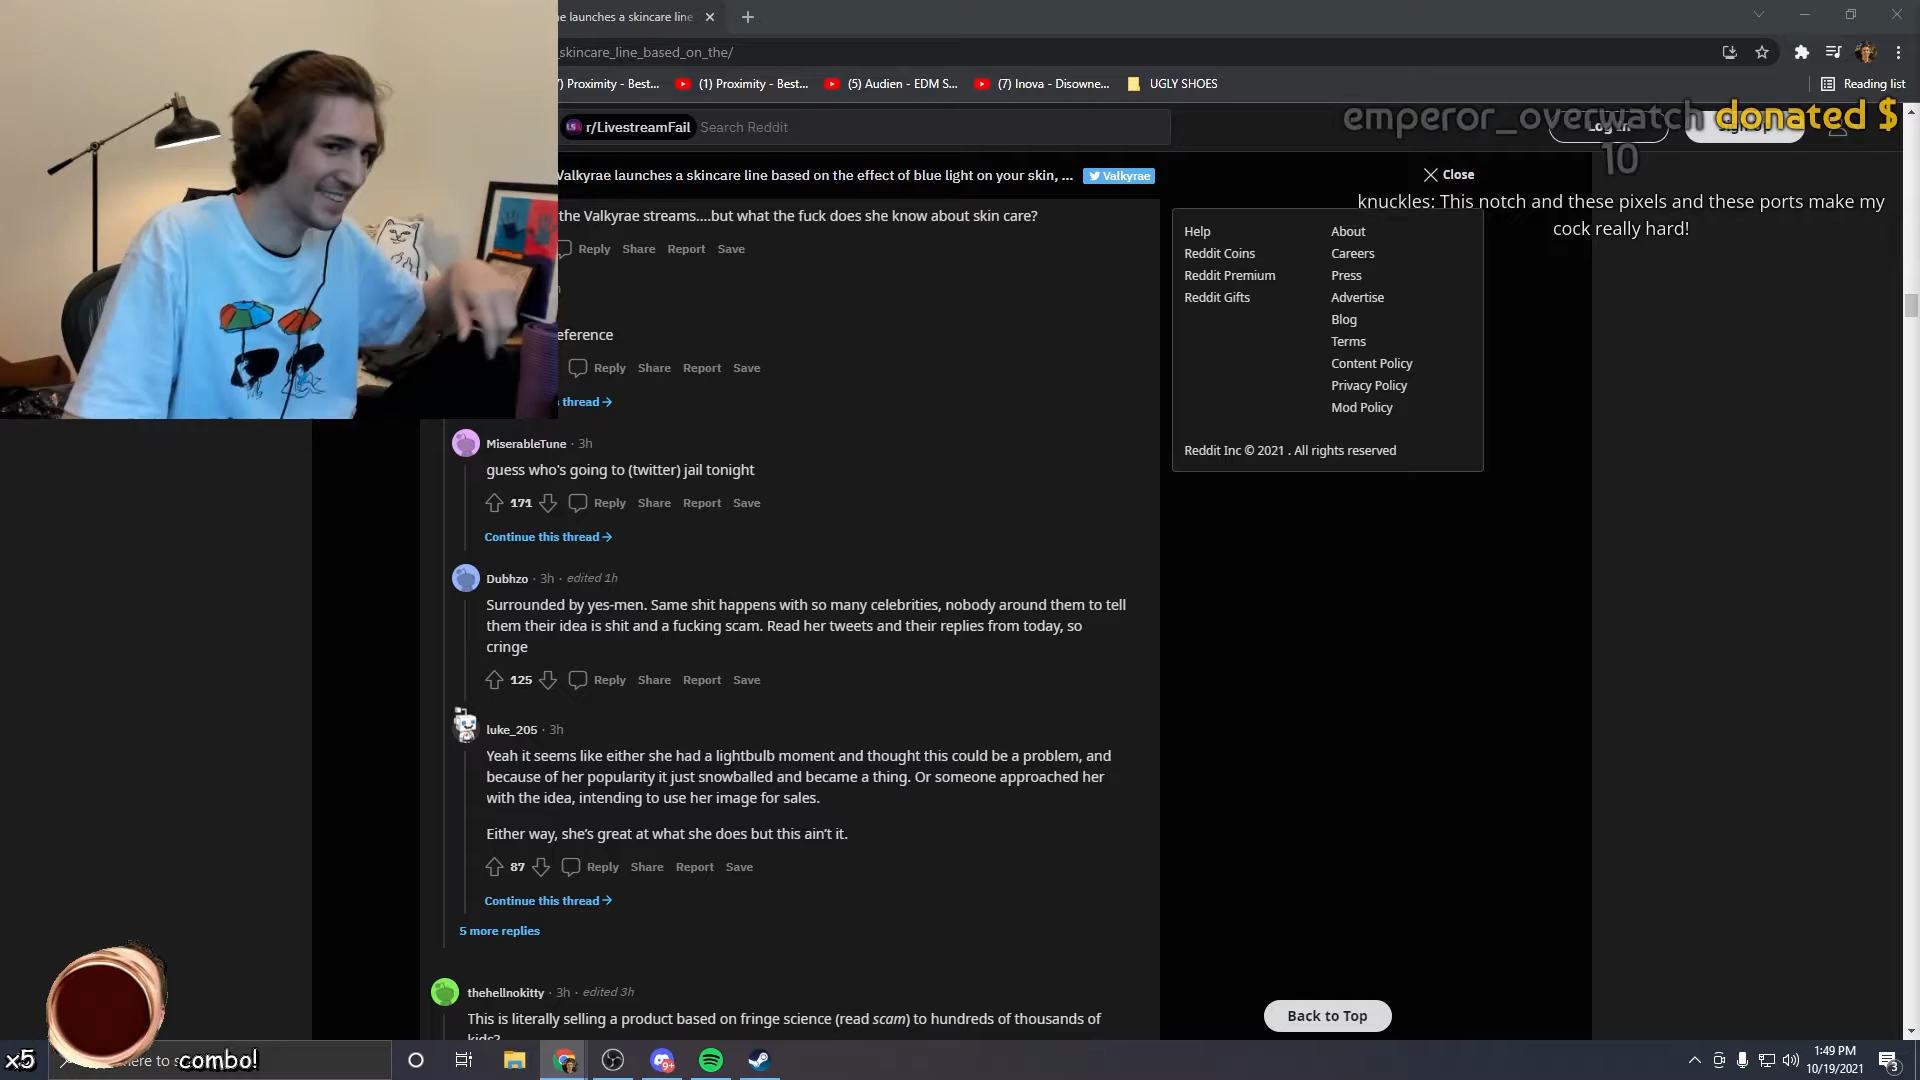 ne launches a skincare line
skincare_line_based_on_the/
) Proximity - Best...
(1) Proximity - Best...
(5) Audien - EDM S...
(7) Inova - Disowne...
UGLY SHOES
Reading list
r/LivestreamFail
Search Reddit
emperor_overwatch donated $
10
knuckles: This notch and these pixels and these ports make my
cock really hard!
Valkyrae launches a skincare line based on the effect of blue light on your skin, ...
Valkyrae
Close
the Valkyrae streams....but what the fuck does she know about skin care?
Reply Share Report Save
eference
Reply Share Report Save
thread
MiserableTune · 3h
guess who's going to (twitter) jail tonight
171 Reply Share Report Save
Continue this thread
Dubhzo · 3h · edited 1h
Surrounded by yes-men. Same shit happens with so many celebrities, nobody around them to tell
them their idea is shit and a fucking scam. Read her tweets and their replies from today, so
cringe
125 Reply Share Report Save
luke_205 · 3h
Yeah it seems like either she had a lightbulb moment and thought this could be a problem, and
because of her popularity it just snowballed and became a thing. Or someone approached her
with the idea, intending to use her image for sales.
Either way, she's great at what she does but this ain't it.
87 Reply Share Report Save
Continue this thread
5 more replies
thehellnokitty · 3h · edited 3h
This is literally selling a product based on fringe science (read scam) to hundreds of thousands of
kids?
Help
Reddit Coins
Reddit Premium
Reddit Gifts
About
Careers
Press
Advertise
Blog
Terms
Content Policy
Privacy Policy
Mod Policy
Reddit Inc © 2021 . All rights reserved
Back to Top
x5
combo!
here to s
9+
1:49 PM
10/19/2021
3